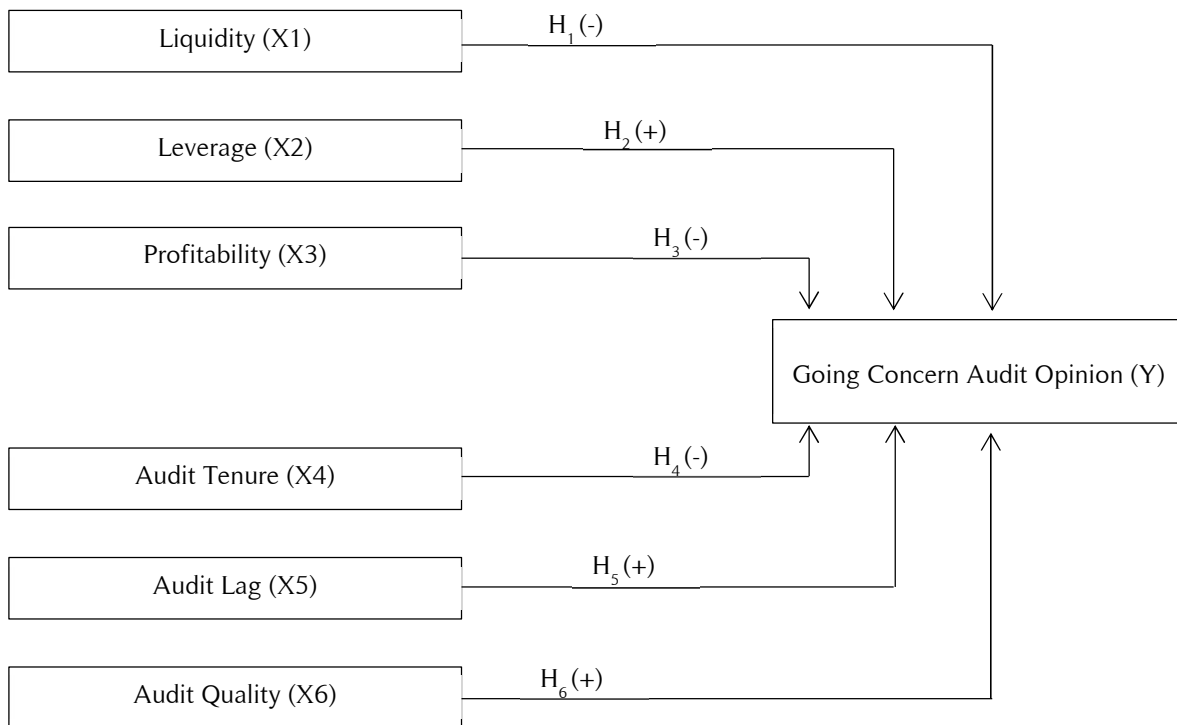 Liquidity (X1)
H₁(-)
Leverage (X2)
H₂(+)
Profitability (X3)
H₃(-)
Going Concern Audit Opinion (Y)
Audit Tenure (X4)
H₄(-)
Audit Lag (X5)
H₅(+)
Audit Quality (X6)
H₆(+)